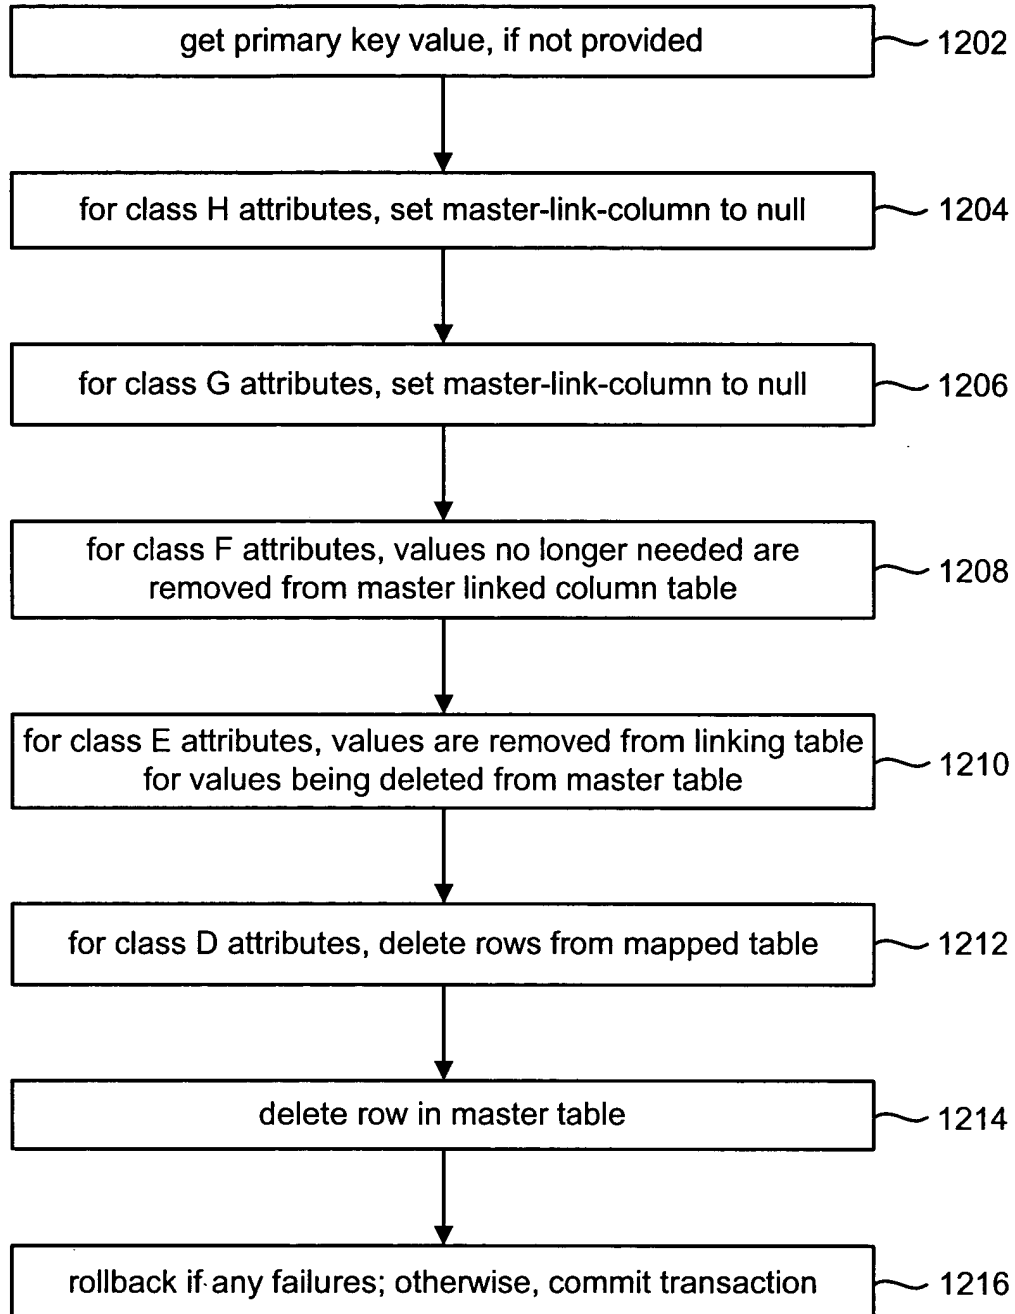 get primary key value, if not provided
1202
for class H attributes, set master-link-column to null
1204
for class G attributes, set master-link-column to null
1206
for class F attributes, values no longer needed are
removed from master linked column table
1208
for class E attributes, values are removed from linking table
for values being deleted from master table
1210
for class D attributes, delete rows from mapped table
1212
delete row in master table
1214
rollback if any failures; otherwise, commit transaction
1216